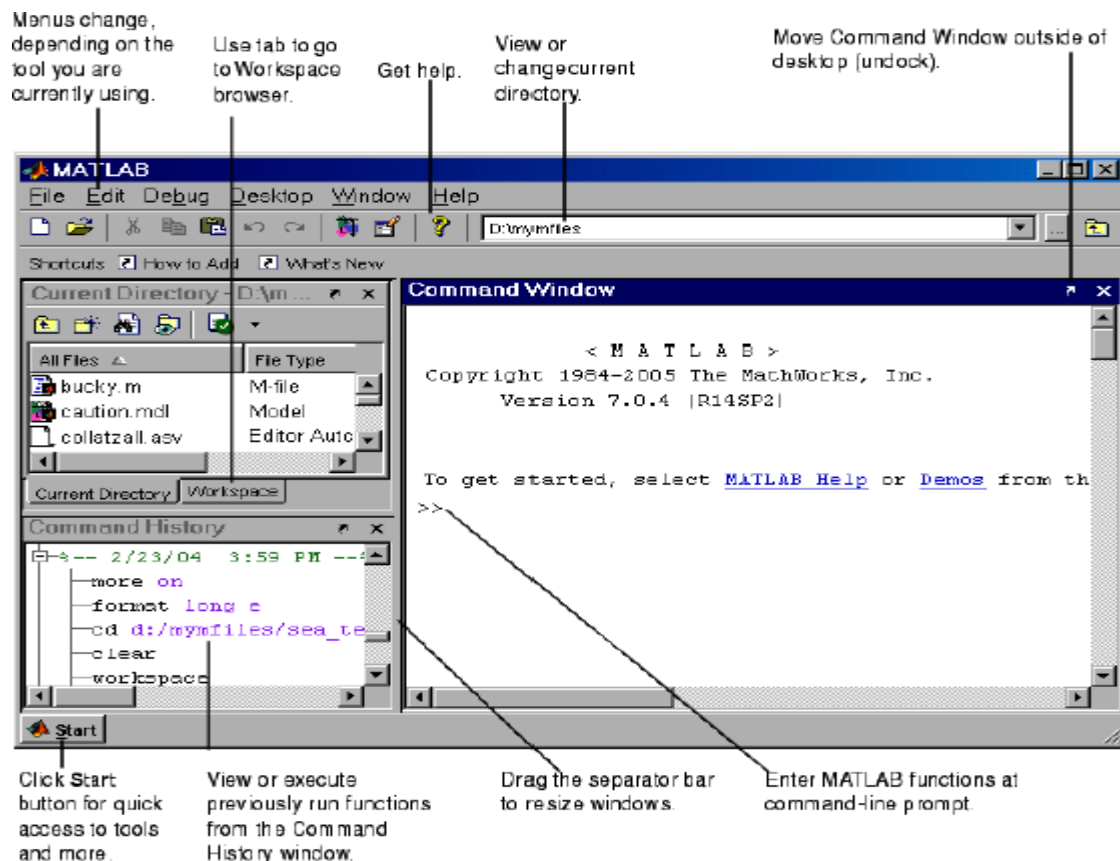 Menus change,
depending on the
tool you are
currently using.
Use tab to go
to Workspace
browser.
Get help.
View or
changecurrent
directory.
Move Command Window outside of
desktop (undock).
MATLAB
File Edit Debug Desktop Window Help
D:\mymfiles
Shortcuts How to Add What's New
Current Directory - D:\m ...
All Files File Type
bucky.m M-file
caution.mdl Model
collatzall.asv Editor Autc
Current Directory Workspace
Command History
%-- 2/23/04 3:59 PM --%
more on
format long e
cd d:/mymfiles/sea_te
clear
workspace
Start
Command Window
< M A T L A B >
Copyright 1984-2005 The MathWorks, Inc.
Version 7.0.4 (R14SP2)
To get started, select MATLAB Help or Demos from th
>>
Click Start
button for quick
access to tools
and more.
View or execute
previously run functions
from the Command
History window.
Drag the separator bar
to resize windows.
Enter MATLAB functions at
command-line prompt.